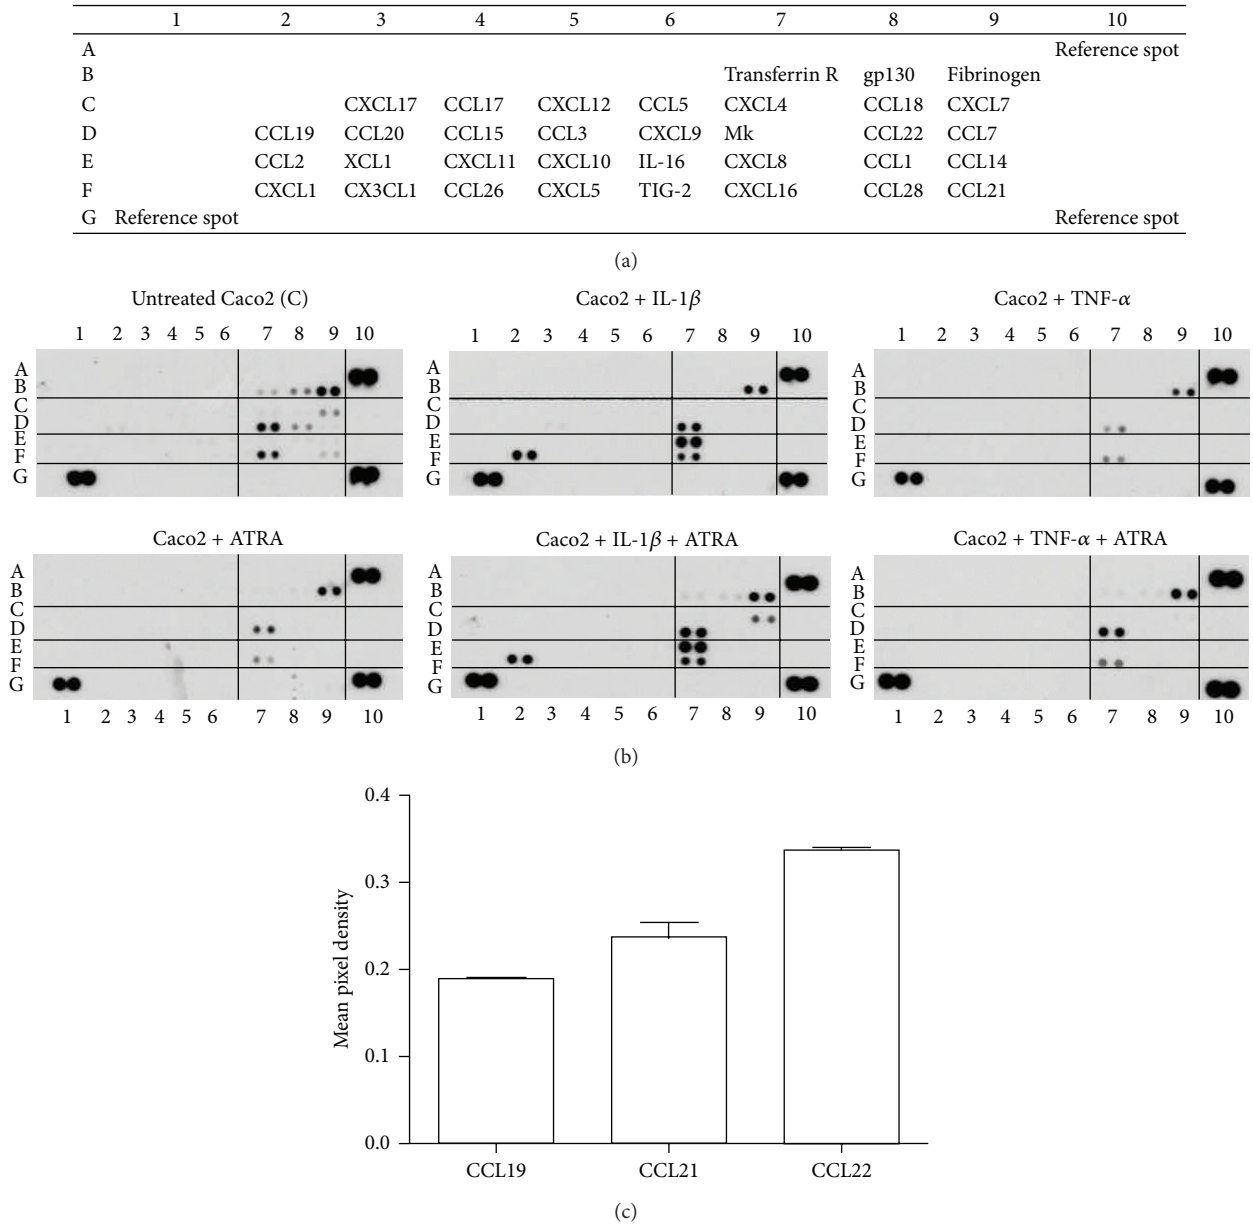 1 2 3 4 5 6 7 8 9 10
A Reference spot
B Transferrin R gp130 Fibrinogen
C CXCL17 CCL17 CXCL12 CCL5 CXCL4 CCL18 CXCL7
D CCL19 CCL20 CCL15 CCL3 CXCL9 Mk CCL22 CCL7
E CCL2 XCL1 CXCL11 CXCL10 IL-16 CXCL8 CCL1 CCL14
F CXCL1 CX3CL1 CCL26 CXCL5 TIG-2 CXCL16 CCL28 CCL21
G Reference spot Reference spot
(a)
Untreated Caco2 (C)
1 2 3 4 5 6 7 8 9 10
A
B
C
D
E
F
G
Caco2 + IL-1β
1 2 3 4 5 6 7 8 9 10
A
B
C
D
E
F
G
Caco2 + TNF-α
1 2 3 4 5 6 7 8 9 10
A
B
C
D
E
F
G
Caco2 + ATRA
A
B
C
D
E
F
G
1 2 3 4 5 6 7 8 9 10
Caco2 + IL-1β + ATRA
A
B
C
D
E
F
G
1 2 3 4 5 6 7 8 9 10
Caco2 + TNF-α + ATRA
A
B
C
D
E
F
G
1 2 3 4 5 6 7 8 9 10
(b)
Mean pixel density
0.4
0.3
0.2
0.1
0.0
CCL19 CCL21 CCL22
(c)